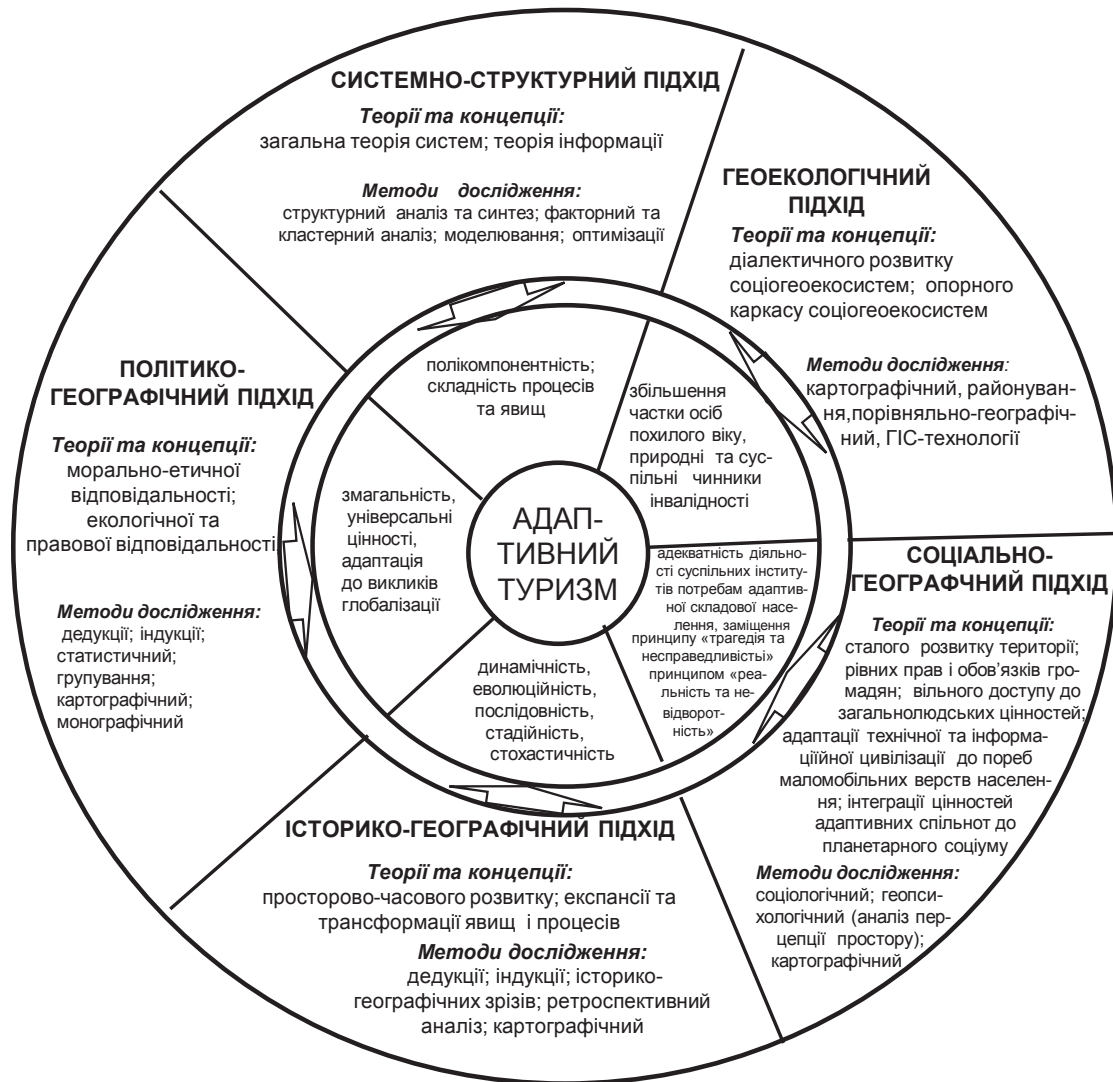 СИСТЕМНО-СТРУКТУРНИЙ ПІДХІД
Теорії та концепції:
загальна теорія систем; теорія інформації
Методи дослідження:
структурний аналіз та синтез; факторний та
кластерний аналіз; моделювання; оптимізації
ГЕОЕКОЛОГІЧНИЙ
ПІДХІД
Теорії та концепції:
діалектичного розвитку
соціогеоекосистем; опорного
каркасу соціогеоекосистем
Методи дослідження:
картографічний, районуван-
ня,порівняльно-географіч-
ний, ГІС-технології
СОЦІАЛЬНО-
ГЕОГРАФЧНИЙ ПІДХІД
Теорії та концепції:
сталого розвитку території;
рівних прав і обов’язків гро-
мадян; вільного доступу до
загальнолюдських цінностей;
адаптації технічної та інформа-
ціїйної цивілізації до пореб
маломобільних верств населен-
ня; інтеграції цінностей
адаптивних спільнот до
планетарного соціуму
Методи дослідження:
соціологічний; геопси-
хологічний (аналіз пер-
цепції простору);
картографічний
ІСТОРИКО-ГЕОГРАФІЧНИЙ ПІДХІД
Теорії та концепції:
просторово-часового розвитку; експансії та
трансформації явищ і процесів
Методи дослідження:
дедукції; індукції; історико-
географічних зрізів; ретроспективний
аналіз; картографічний
ПОЛІТИКО-
ГЕОГРАФІЧНИЙ ПІДХІД
Теорії та концепції:
морально-етичної
відповідальності;
екологічної та
правової відповідальності
Методи дослідження:
дедукції; індукції;
статистичний;
групування;
картографічний;
монографічний
полікомпонентність;
складність процесів
та явищ
збільшення
частки осіб
похилого віку,
природні та сус-
пільні чинники
інвалідності
адекватність діяльно-
сті суспільних інститу-
тів потребам адаптив-
ної складової насе-
лення, заміщення
принципу «трагедія та
несправедливістьі»
принципом «реа-
льність та не-
відворот-
ність»
динамічність,
еволюційність,
послідовність,
стадійність,
стохастичність
змагальність,
універсальні
цінності,
адаптація
до викликів
глобалізації
АДАП-
ТИВНИЙ
ТУРИЗМ